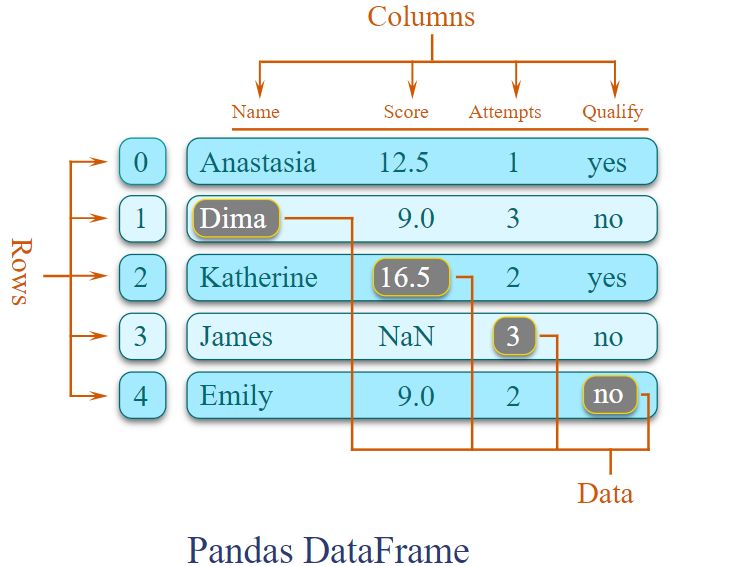 Columns
Name Score Attempts Qualify
0 Anastasia 12.5 1 yes
1 Dima 9.0 3 no
2 Katherine 16.5 2 yes
3 James NaN 3 no
4 Emily 9.0 2 no
Rows
Data
Pandas DataFrame